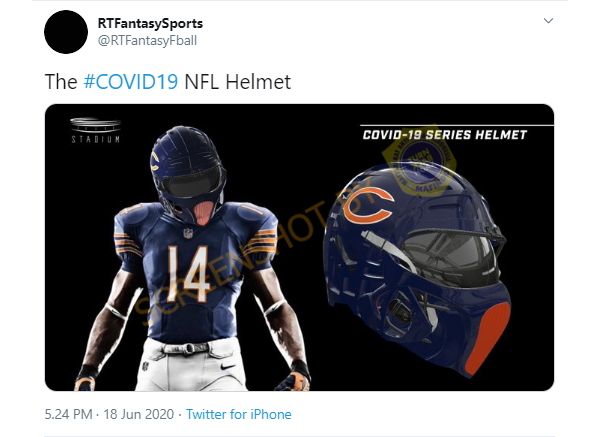 RTFantasySports
@RTFantasyFball
The #COVID19 NFL Helmet
STADIUM
COVID-19 SERIES HELMET
14
SCREENSHOT BY
5.24 PM · 18 Jun 2020 · Twitter for iPhone